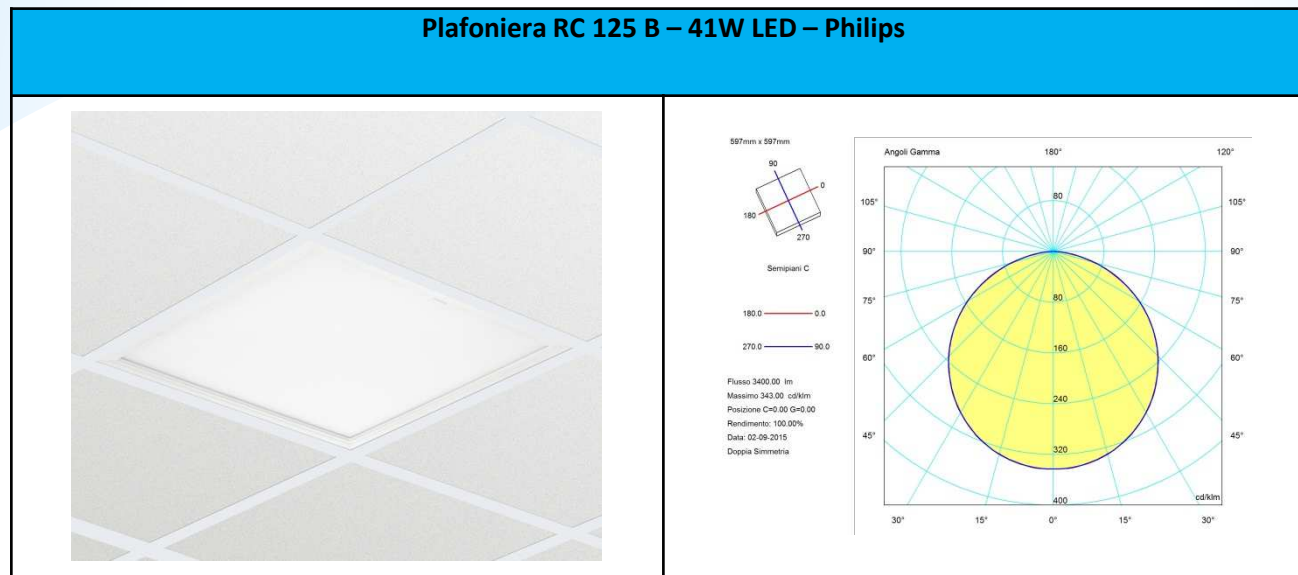 Plafoniera RC 125 B – 41W LED – Philips
597mm x 597mm
90
0
180
270
Semipiani C
180.0 0.0
270.0 90.0
Flusso 3400.00 lm
Massimo 343.00 cd/klm
Posizione C=0.00 G=0.00
Rendimento: 100.00%
Data: 02-09-2015
Doppia Simmetria
Angoli Gamma 180° 120°
80
105° 105°
90° 90°
80
75° 75°
160
60° 60°
240
45° 45°
320
400 cd/klm
30° 15° 0° 15° 30°